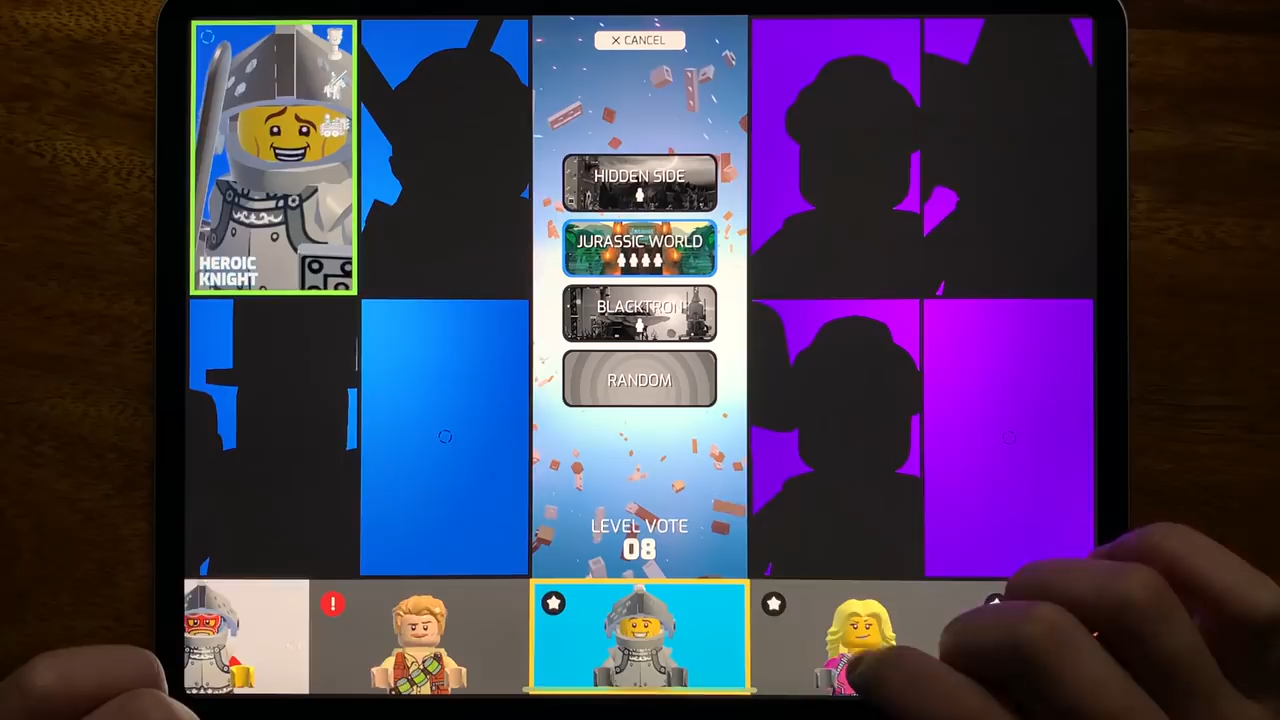 HEROIC
KNIGHT
X CANCEL
HIDDEN SIDE
JURASSIC WORLD
BLACKTRON
RANDOM
LEVEL VOTE
08
!